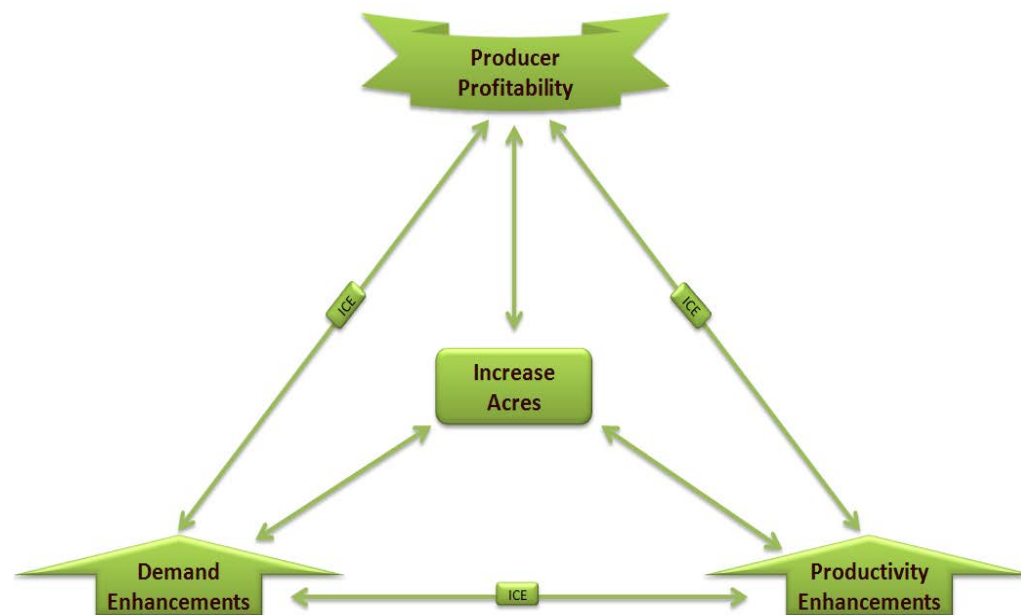 Producer
Profitability
ICE
ICE
Increase
Acres
Demand
Enhancements
ICE
Productivity
Enhancements